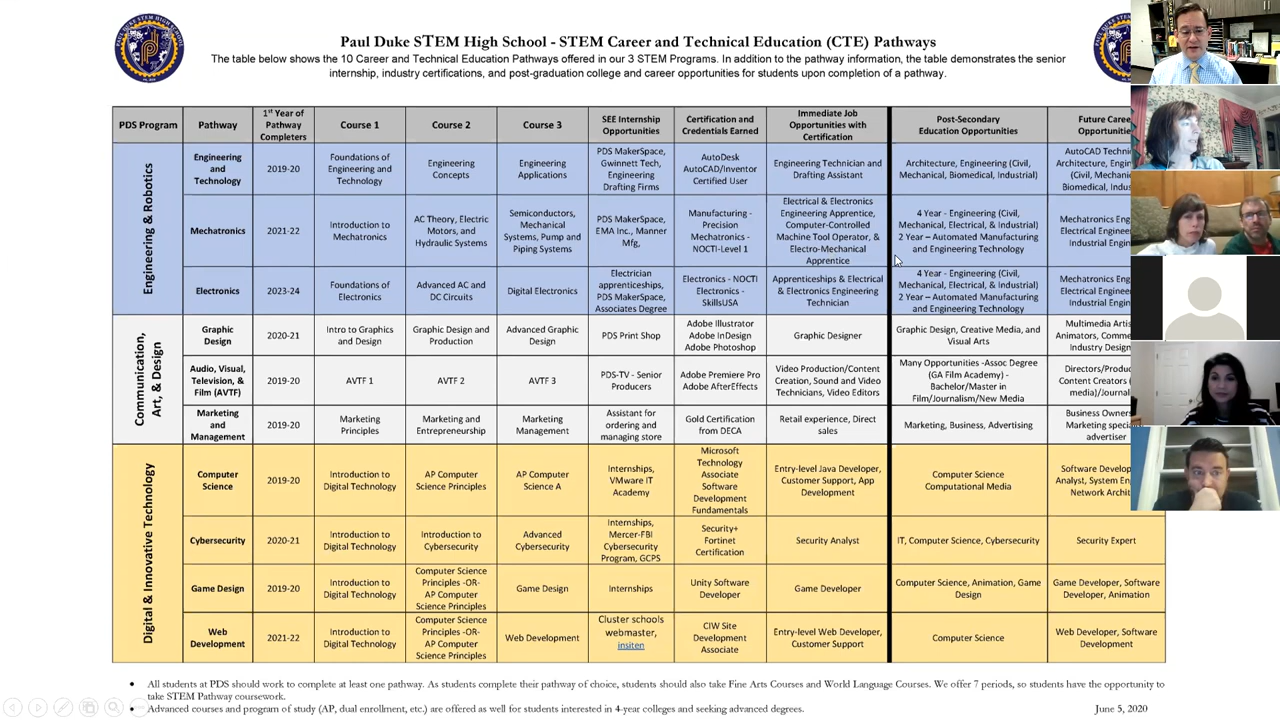 Paul Duke STEM High School - STEM Career and Technical Education (CTE) Pathways
The table below shows the 10 Career and Technical Education Pathways offered in our 3 STEM Programs. In addition to the pathway information, the table demonstrates the senior
internship, industry certifications, and post-graduation college and career opportunities for students upon completion of a pathway.
PDS Program
Pathway
1st Year of
Pathway
Completers
Course 1
Course 2
Course 3
SEE Internship
Opportunities
Certification and
Credentials Earned
Immediate Job
Opportunities with
Certification
Post-Secondary
Education Opportunities
Future
Engineering & Robotics
Engineering
and
Technology
2019-20
Foundations of
Engineering and
Technology
Engineering
Concepts
Engineering
Applications
PDS MakerSpace,
Gwinnett Tech,
Engineering
Drafting Firms
AutoDesk
AutoCAD/Inventor
Certified User
Engineering Technician and
Drafting Assistant
Architecture, Engineering (Civil,
Mechanical, Biomedical, Industrial)
AutoCAD
Architecture,
(Civil,
Biomedical,
Mechatronics
2021-22
Introduction to
Mechatronics
AC Theory, Electric
Motors, and
Hydraulic Systems
Semiconductors,
Mechanical
Systems, Pump and
Piping Systems
PDS MakerSpace,
EMA Inc., Manner
Mfg,
Manufacturing -
Precision
Mechatronics -
NOCTI-Level 1
Electrical & Electronics
Engineering Apprentice,
Computer-Controlled
Machine Tool Operator, &
Electro-Mechanical
Apprentice
4 Year - Engineering (Civil,
Mechanical, Electrical, & Industrial)
2 Year – Automated Manufacturing
and Engineering Technology
Mechatronics
Electrical
Industrial
Electronics
2023-24
Foundations of
Electronics
Advanced AC and
DC Circuits
Digital Electronics
Electrician
apprenticeships,
PDS MakerSpace,
Associates Degree
Electronics - NOCTI
Electronics -
SkillsUSA
Apprenticeships & Electrical
& Electronics Engineering
Technician
4 Year - Engineering (Civil,
Mechanical, Electrical, & Industrial)
2 Year – Automated Manufacturing
and Engineering Technology
Mechatronics
Electrical
Industrial
Communication,
Art, & Design
Graphic
Design
2020-21
Intro to Graphics
and Design
Graphic Design and
Production
Advanced Graphic
Design
PDS Print Shop
Adobe Illustrator
Adobe InDesign
Adobe Photoshop
Graphic Designer
Graphic Design, Creative Media, and
Visual Arts
Multimedia
Animators,
Industry
Audio, Visual,
Television, &
Film (AVTF)
2019-20
AVTF 1
AVTF 2
AVTF 3
PDS-TV - Senior
Producers
Adobe Premiere Pro
Adobe AfterEffects
Video Production/Content
Creation, Sound and Video
Technicians, Video Editors
Many Opportunities -Assoc Degree
(GA Film Academy) -
Bachelor/Master in
Film/Journalism/New Media
Content Creators
Marketing
and
Management
2019-20
Marketing
Principles
Marketing and
Entrepreneurship
Marketing
Management
Assistant for
ordering and
managing store
Gold Certification
from DECA
Retail experience, Direct
sales
Marketing, Business, Advertising
Business
Marketing
advertiser
Digital & Innovative Technology
Computer
Science
2019-20
Introduction to
Digital Technology
AP Computer
Science Principles
AP Computer
Science A
Internships,
VMware IT
Academy
Microsoft
Technology
Associate
Software
Development
Fundamentals
Entry-level Java Developer,
Customer Support, App
Development
Computer Science
Computational Media
Software
Analyst, System
Network
Cybersecurity
2020-21
Introduction to
Digital Technology
Introduction to
Cybersecurity
Advanced
Cybersecurity
Internships,
Mercer-FBI
Cybersecurity
Program, GCPS
Security+
Fortinet
Certification
Security Analyst
IT, Computer Science, Cybersecurity
Security Expert
Game Design
2019-20
Introduction to
Digital Technology
Computer Science
Principles -OR-
AP Computer
Science Principles
Game Design
Internships
Unity Software
Developer
Game Developer
Computer Science, Animation, Game
Design
Game Developer, Software
Developer, Animation
Web
Development
2021-22
Introduction to
Digital Technology
Computer Science
Principles -OR-
AP Computer
Science Principles
Web Development
Cluster schools
webmaster,
insiten
CIW Site
Development
Associate
Entry-level Web Developer,
Customer Support
Computer Science
Web Developer, Software
Development
• All students at PDS should work to complete at least one pathway. As students complete their pathway of choice, students should also take Fine Arts Courses and World Language Courses. We offer 7 periods, so students have the opportunity to
take STEM Pathway coursework.
• Advanced courses and program of study (AP, dual enrollment, etc.) are offered as well for students interested in 4-year colleges and seeking advanced degrees.
June 5, 2020
PAUL DUKE STEM HIGH SCHOOL